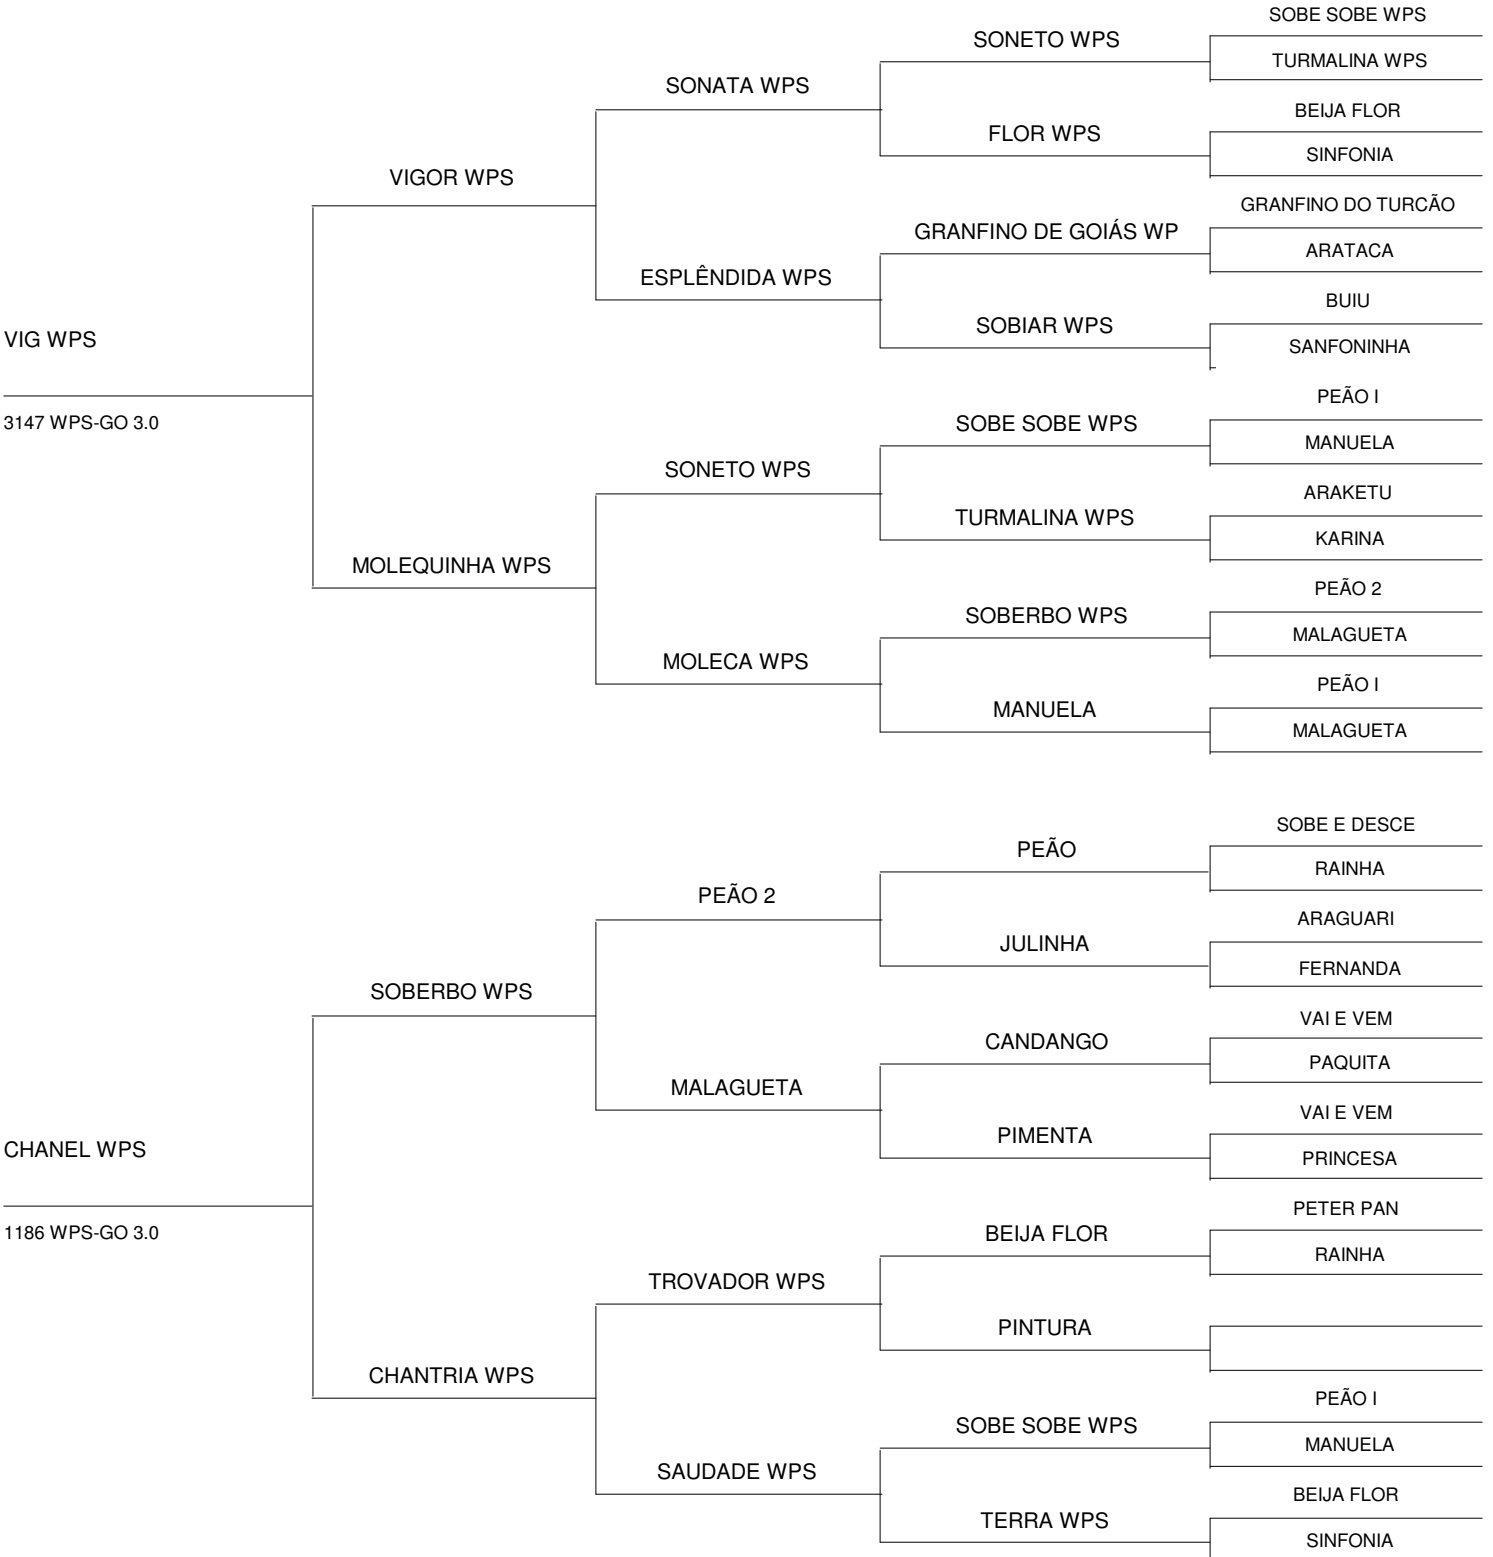 SOBE SOBE WPS
SONETO WPS
TURMALINA WPS
SONATA WPS
BEIJA FLOR
FLOR WPS
SINFONIA
VIGOR WPS
GRANFINO DO TURCÃO
GRANFINO DE GOIÁS WP
ARATACA
ESPLÊNDIDA WPS
BUIU
SOBIAR WPS
SANFONINHA
VIG WPS
3147 WPS-GO 3.0
PEÃO I
SOBE SOBE WPS
MANUELA
SONETO WPS
ARAKETU
TURMALINA WPS
KARINA
MOLEQUINHA WPS
PEÃO 2
SOBERBO WPS
MALAGUETA
MOLECA WPS
PEÃO I
MANUELA
MALAGUETA
SOBE E DESCE
PEÃO
RAINHA
PEÃO 2
ARAGUARI
JULINHA
FERNANDA
SOBERBO WPS
VAI E VEM
CANDANGO
PAQUITA
MALAGUETA
VAI E VEM
PIMENTA
PRINCESA
CHANEL WPS
1186 WPS-GO 3.0
PETER PAN
BEIJA FLOR
RAINHA
TROVADOR WPS
PINTURA
CHANTRIA WPS
PEÃO I
SOBE SOBE WPS
MANUELA
SAUDADE WPS
BEIJA FLOR
TERRA WPS
SINFONIA